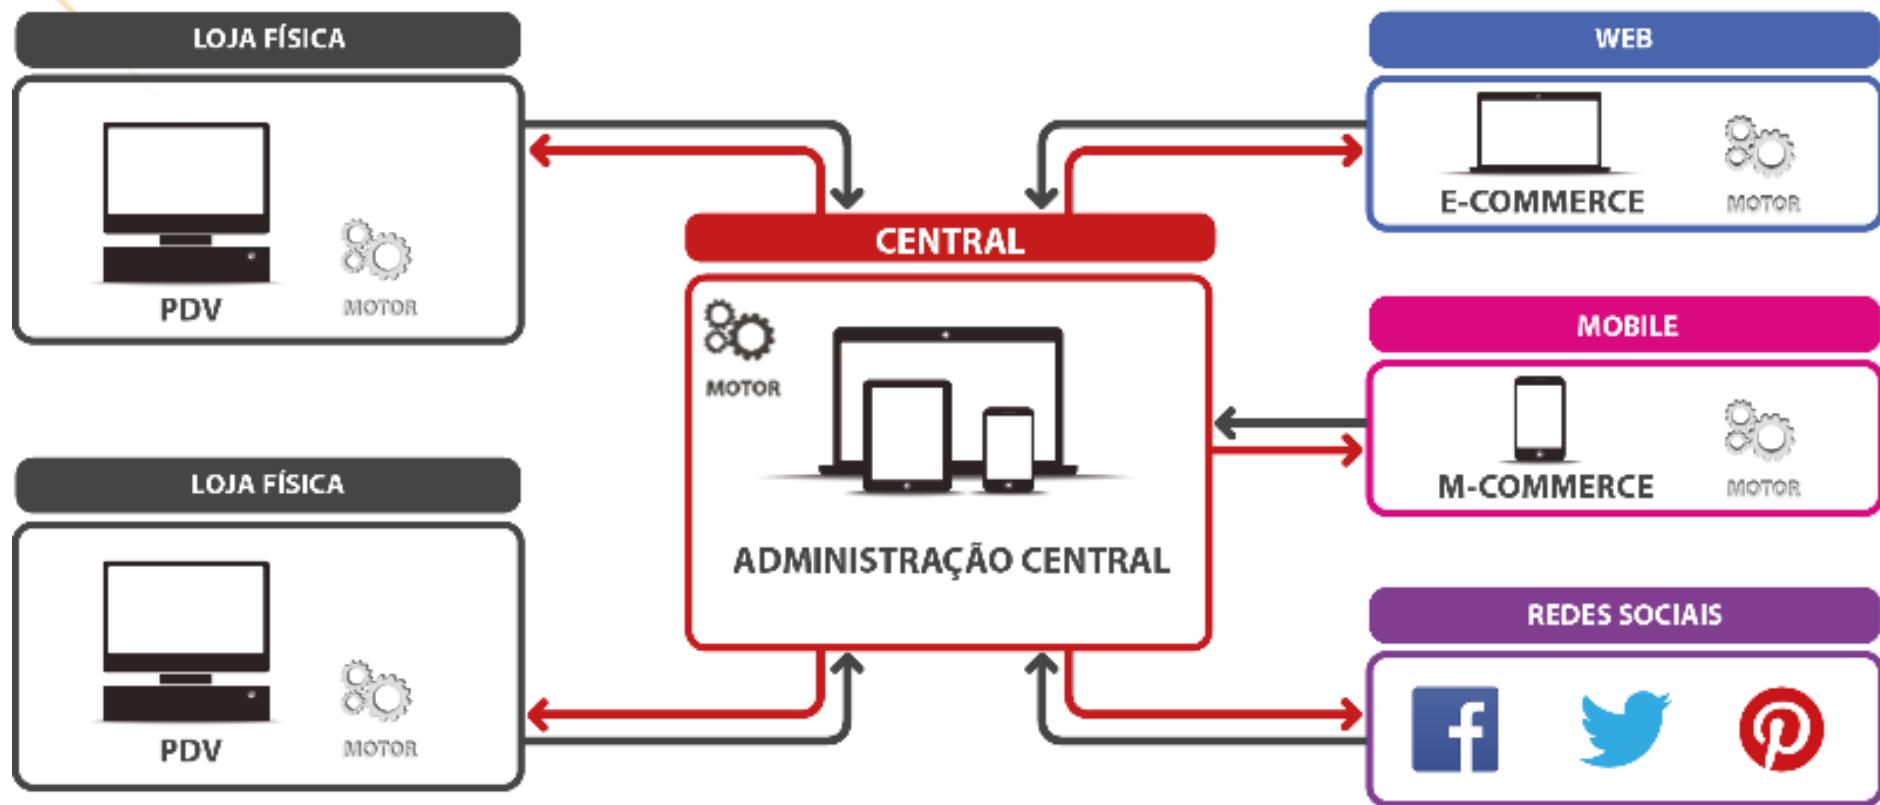 LOJA FÍSICA
PDV
MOTOR
LOJA FÍSICA
PDV
MOTOR
CENTRAL
MOTOR
ADMINISTRAÇÃO CENTRAL
WEB
E-COMMERCE
MOTOR
MOBILE
M-COMMERCE
MOTOR
REDES SOCIAIS